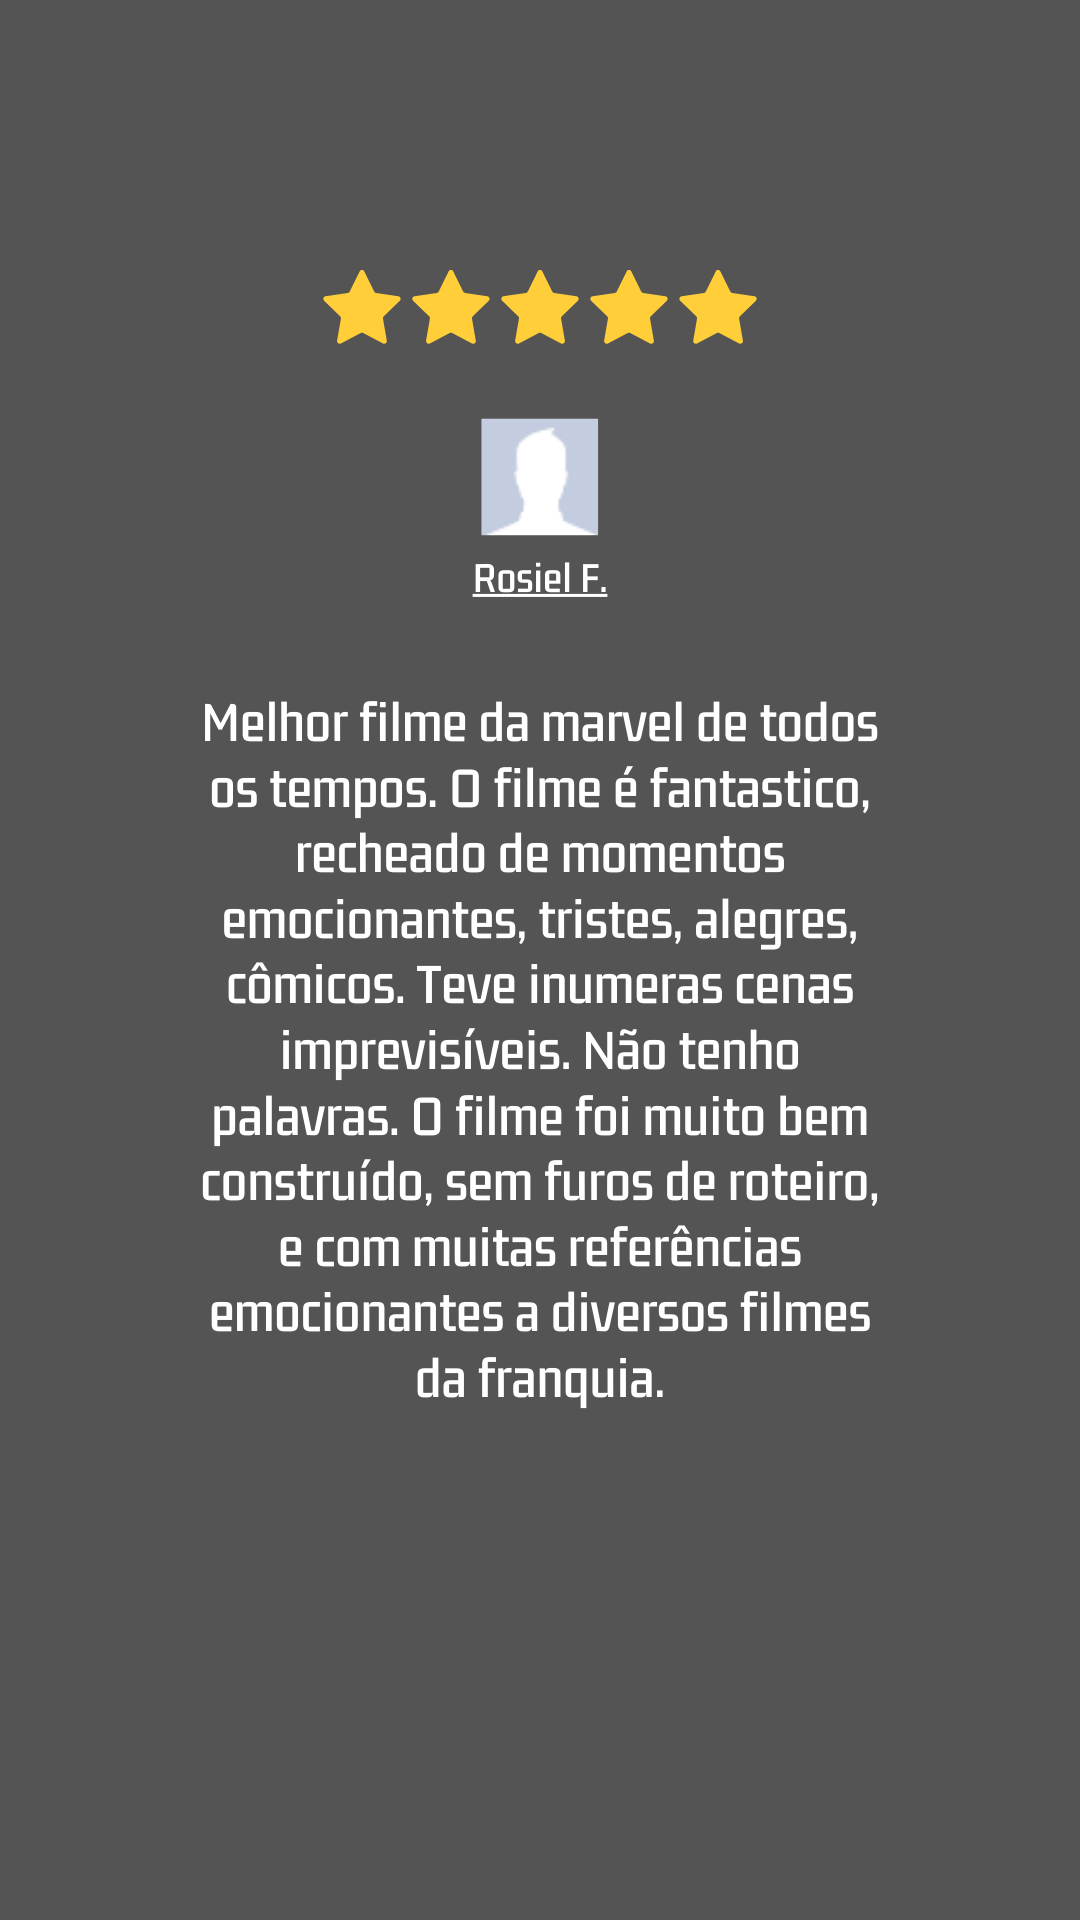 Rosiel F.
Melhor filme da marvel de todos
os tempos. O filme é fantastico,
recheado de momentos
emocionantes, tristes, alegres,
cômicos. Teve inumeras cenas
imprevisíveis. Não tenho
palavras. O filme foi muito bem
construído, sem furos de roteiro,
e com muitas referências
emocionantes a diversos filmes
da franquia.